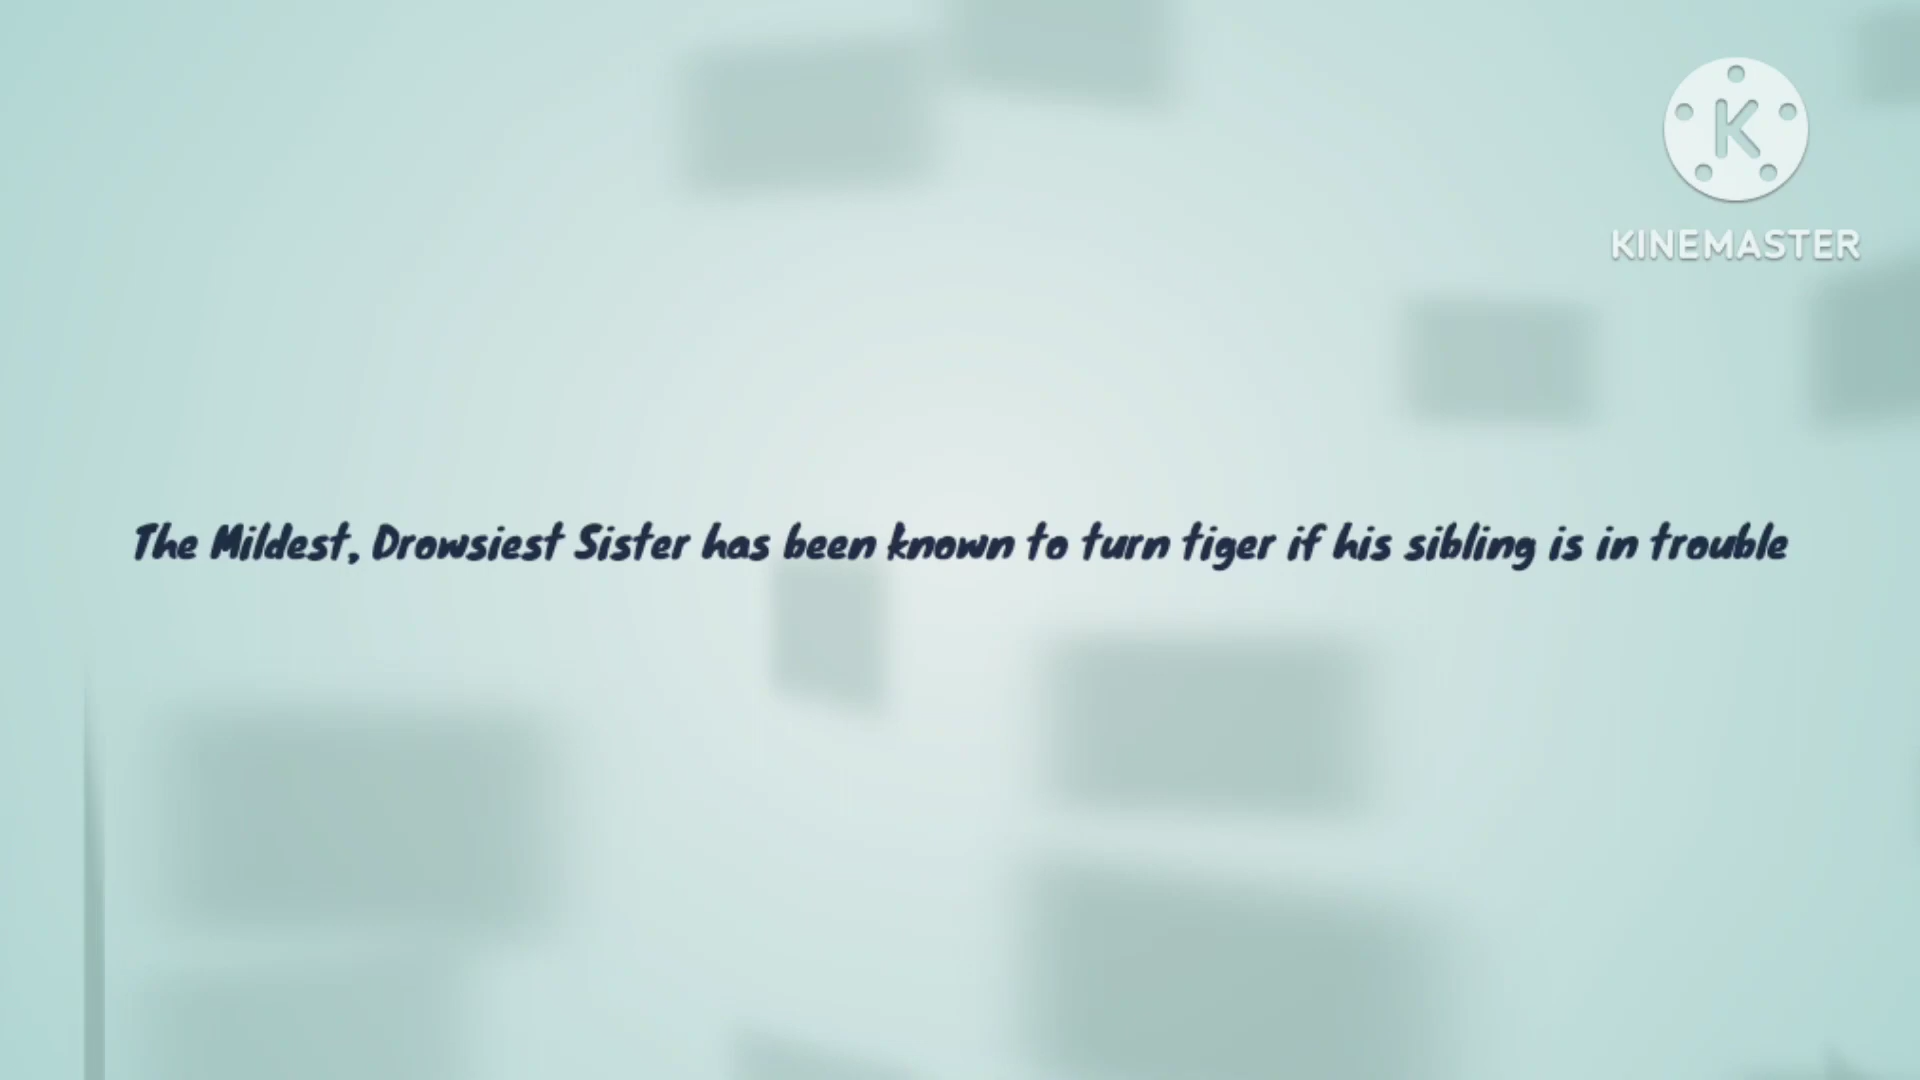 K
KINEMASTER
The Mildest, Drowsiest Sister has been known to turn tiger if his sibling is in trouble